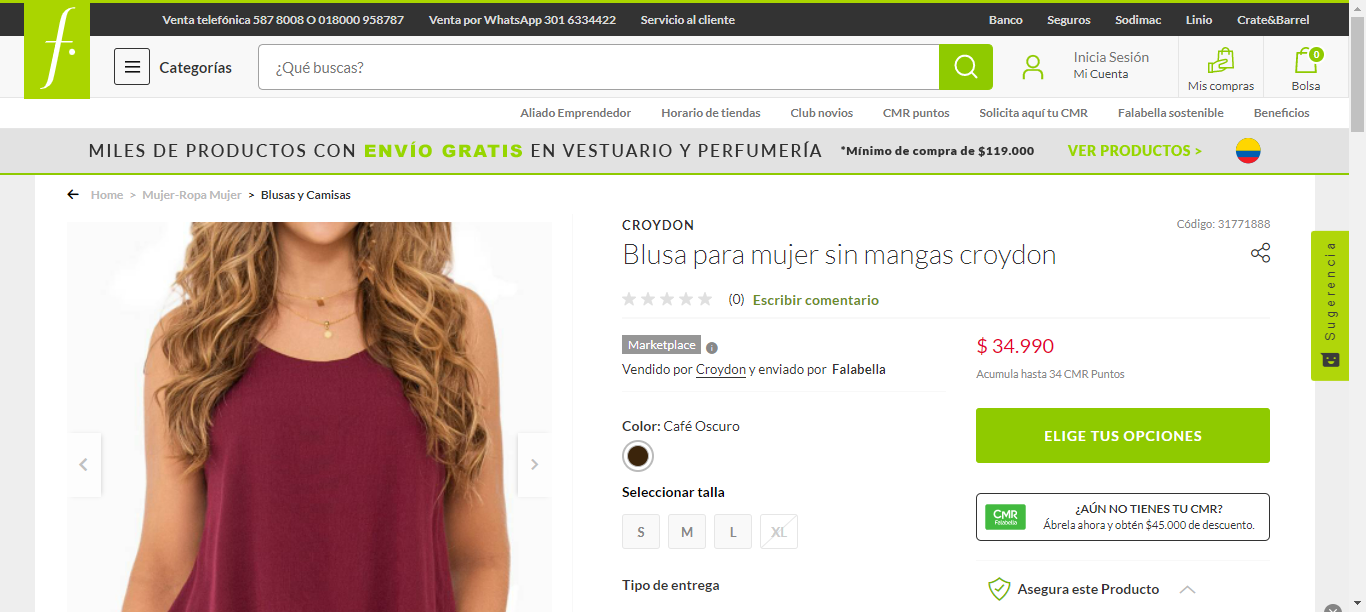 Venta telefónica 587 8008 O 018000 958787
Venta por WhatsApp 301 6334422
Servicio al cliente
Banco
Seguros
Sodimac
Linio
Crate&Barrel
f.
Categorías
¿Qué buscas?
Inicia Sesión
Mi Cuenta
Mis compras
0
Bolsa
Aliado Emprendedor
Horario de tiendas
Club novios
CMR puntos
Solicita aquí tu CMR
Falabella sostenible
Beneficios
MILES DE PRODUCTOS CON ENVÍO GRATIS EN VESTUARIO Y PERFUMERÍA *Mínimo de compra de $119.000 VER PRODUCTOS >
Home > Mujer-Ropa Mujer > Blusas y Camisas
CROYDON
Código: 31771888
Blusa para mujer sin mangas croydon
(0) Escribir comentario
Marketplace
Vendido por Croydon y enviado por Falabella
$ 34.990
Acumula hasta 34 CMR Puntos
ELIGE TUS OPCIONES
Color: Café Oscuro
Seleccionar talla
S M L XL
CMR
Falabella
¿AÚN NO TIENES TU CMR?
Ábrela ahora y obtén $45.000 de descuento.
Tipo de entrega
Asegura este Producto
Sugerencia